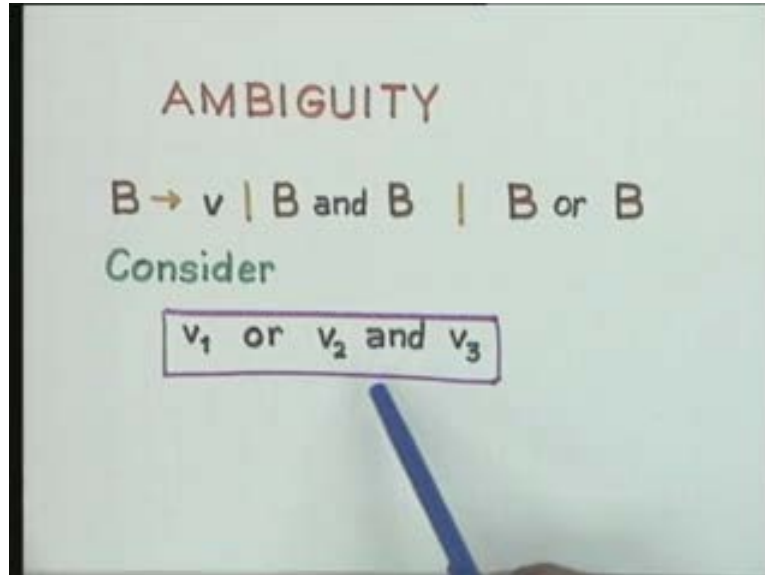 AMBIGUITY
B → v | B and B | B or B
Consider
v₁ or v₂ and v₃